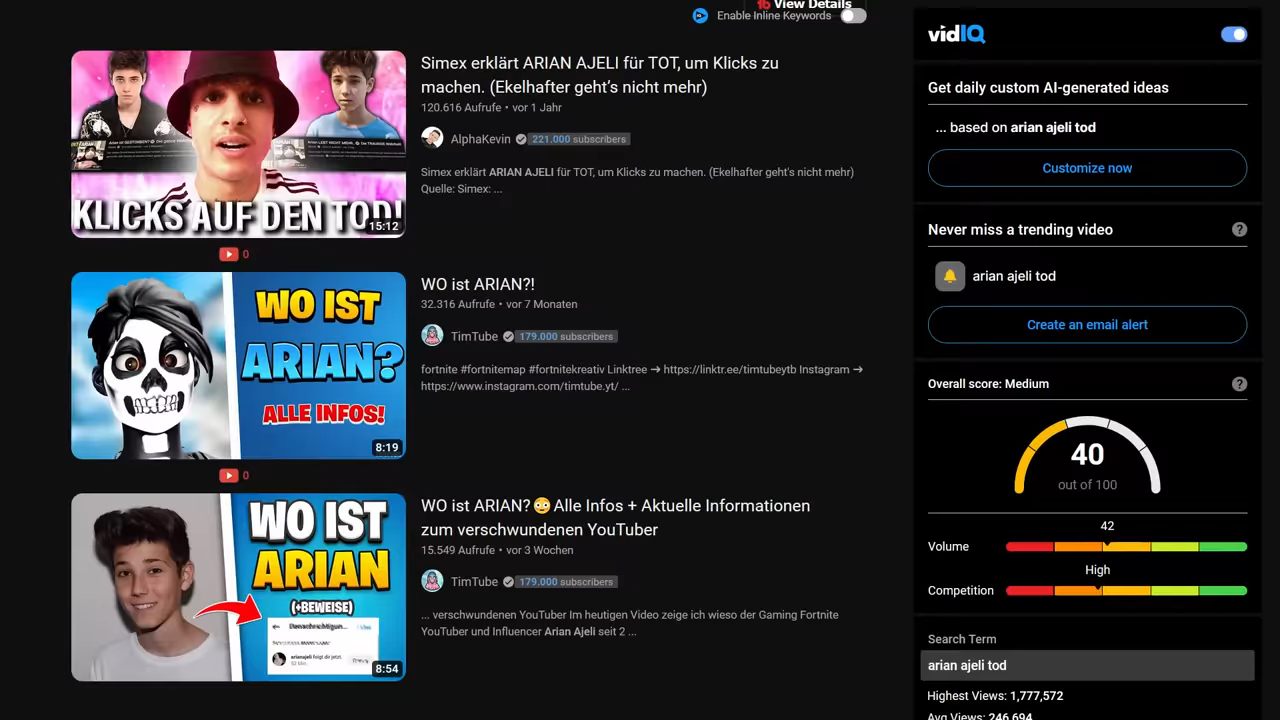 View Details
Enable Inline Keywords
Simex erklärt ARIAN AJELI für TOT, um Klicks zu
machen. (Ekelhafter geht's nicht mehr)
120.616 Aufrufe • vor 1 Jahr
AlphaKevin 221.000 subscribers
Simex erklärt ARIAN AJELI für TOT, um Klicks zu machen. (Ekelhafter geht's nicht mehr)
Quelle: Simex: ...
KLICKS AUF DEN TOD!
15:12
0
WO IST
ARIAN?
ALLE INFOS!
8:19
WO ist ARIAN?!
32.316 Aufrufe • vor 7 Monaten
TimTube 179.000 subscribers
fortnite #fortnitemap #fortnitekreativ Linktree → https://linktr.ee/timtubeytb Instagram →
https://www.instagram.com/timtube.yt/ ...
0
WO IST
ARIAN
(+BEWEISE)
arianajeli folgt dir jetzt.
8:54
WO ist ARIAN?😳Alle Infos + Aktuelle Informationen
zum verschwundenen YouTuber
15.549 Aufrufe • vor 3 Wochen
TimTube 179.000 subscribers
... verschwundenen YouTuber Im heutigen Video zeige ich wieso der Gaming Fortnite
YouTuber und Influencer Arian Ajeli seit 2 ...
vidIQ
Get daily custom AI-generated ideas
... based on arian ajeli tod
Customize now
Never miss a trending video
?
arian ajeli tod
Create an email alert
Overall score: Medium
?
40
out of 100
42
Volume
High
Competition
Search Term
arian ajeli tod
Highest Views: 1,777,572
Avg Views: 246,694